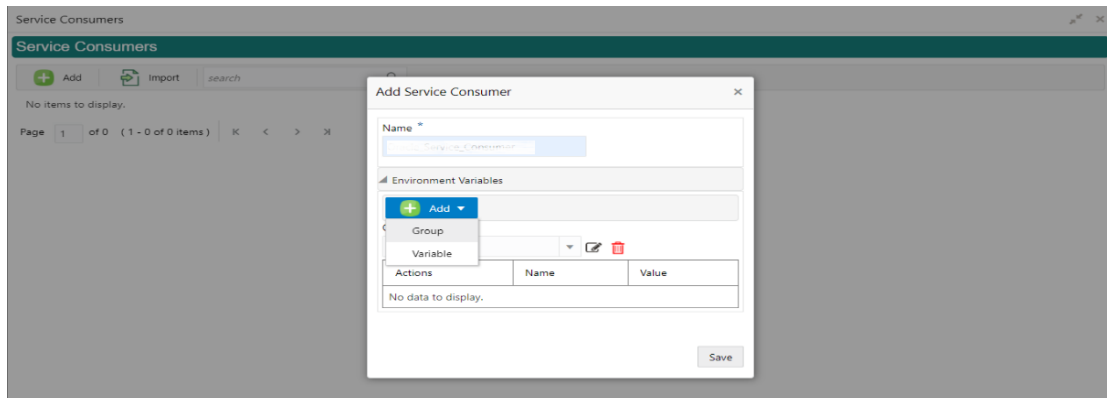 Service Consumers
Service Consumers
Add Import search
No items to display.
Page 1 of 0 ( 1 - 0 of 0 items )
Add Service Consumer
Name *
Service_Consumer
Environment Variables
Add
Group
Variable
Actions Name Value
No data to display.
Save